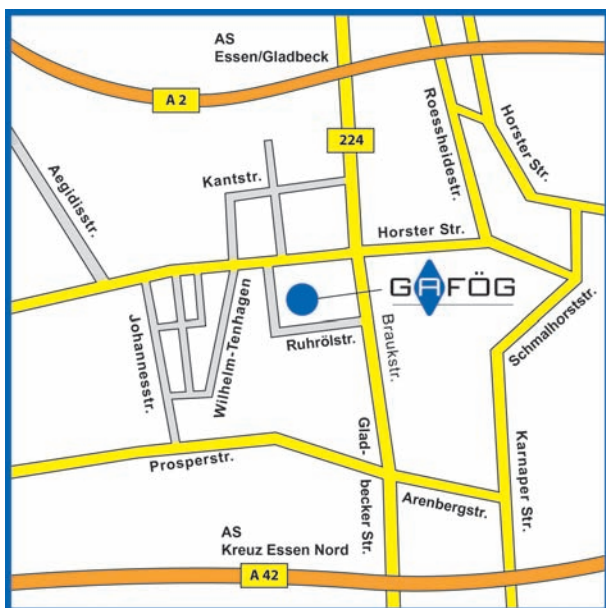 AS
Essen/Gladbeck
A 2
224
Roessheidestr.
Horster Str.
Aegidisstr.
Kantstr.
Horster Str.
GAFÖG
Johannesstr.
Wilhelm-Tenhagen
Ruhrölstr.
Braukstr.
Schmalhorststr.
Prosperstr.
Glad-
becker Str.
Arenbergstr.
Karnaper Str.
AS
Kreuz Essen Nord
A 42